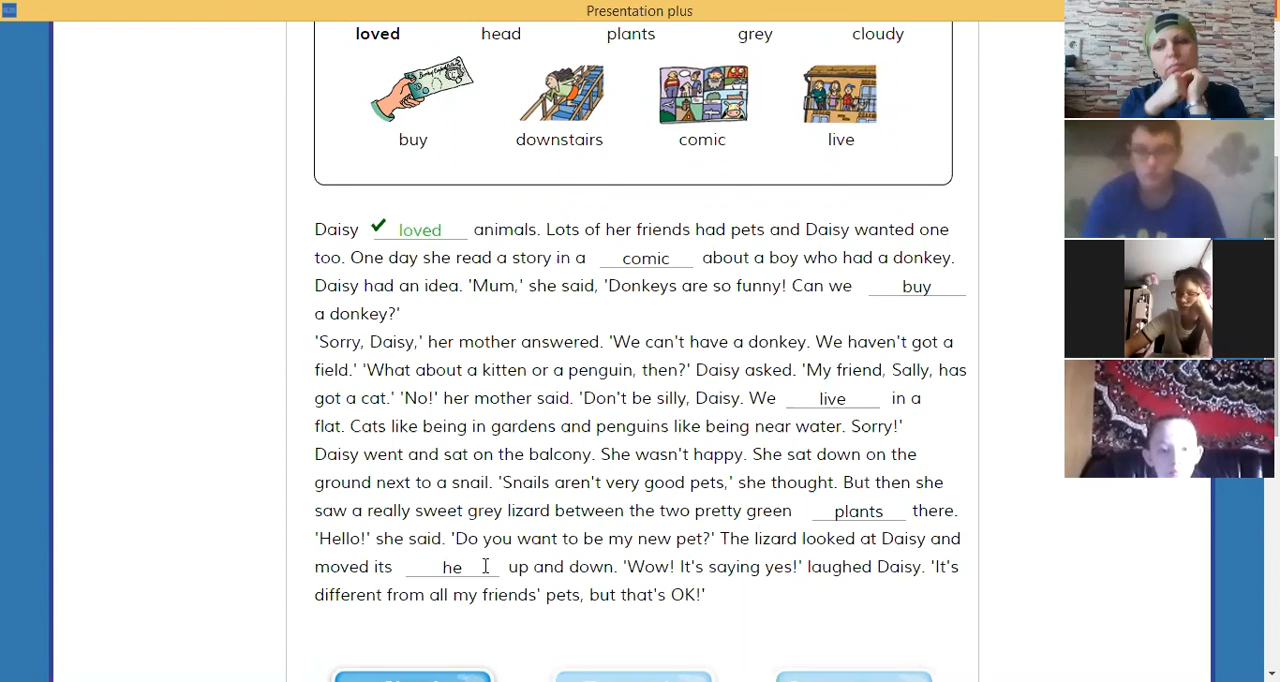 Presentation plus
loved head plants grey cloudy
buy downstairs comic live
Daisy ✔ loved animals. Lots of her friends had pets and Daisy wanted one
too. One day she read a story in a comic about a boy who had a donkey.
Daisy had an idea. 'Mum,' she said, 'Donkeys are so funny! Can we buy
a donkey?'
'Sorry, Daisy,' her mother answered. 'We can't have a donkey. We haven't got a
field.' 'What about a kitten or a penguin, then?' Daisy asked. 'My friend, Sally, has
got a cat.' 'No!' her mother said. 'Don't be silly, Daisy. We live in a
flat. Cats like being in gardens and penguins like being near water. Sorry!'
Daisy went and sat on the balcony. She wasn't happy. She sat down on the
ground next to a snail. 'Snails aren't very good pets,' she thought. But then she
saw a really sweet grey lizard between the two pretty green plants there.
'Hello!' she said. 'Do you want to be my new pet?' The lizard looked at Daisy and
moved its he up and down. 'Wow! It's saying yes!' laughed Daisy. 'It's
different from all my friends' pets, but that's OK!'